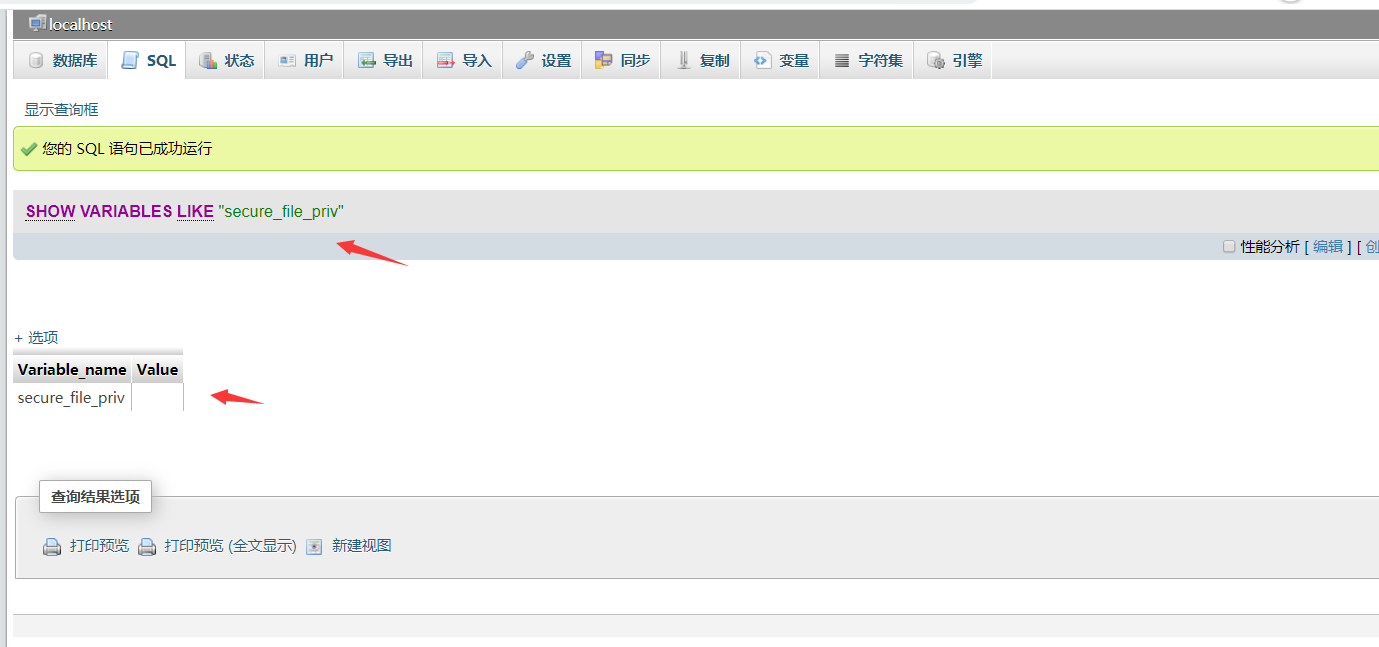 localhost
数据库 SQL 状态 用户 导出 导入 设置 同步 复制 变量 字符集 引擎
显示查询框
您的 SQL 语句已成功运行
SHOW VARIABLES LIKE "secure_file_priv"
性能分析 [ 编辑 ] [ 创
+ 选项
Variable_name Value
secure_file_priv
查询结果选项
打印预览 打印预览 (全文显示) 新建视图